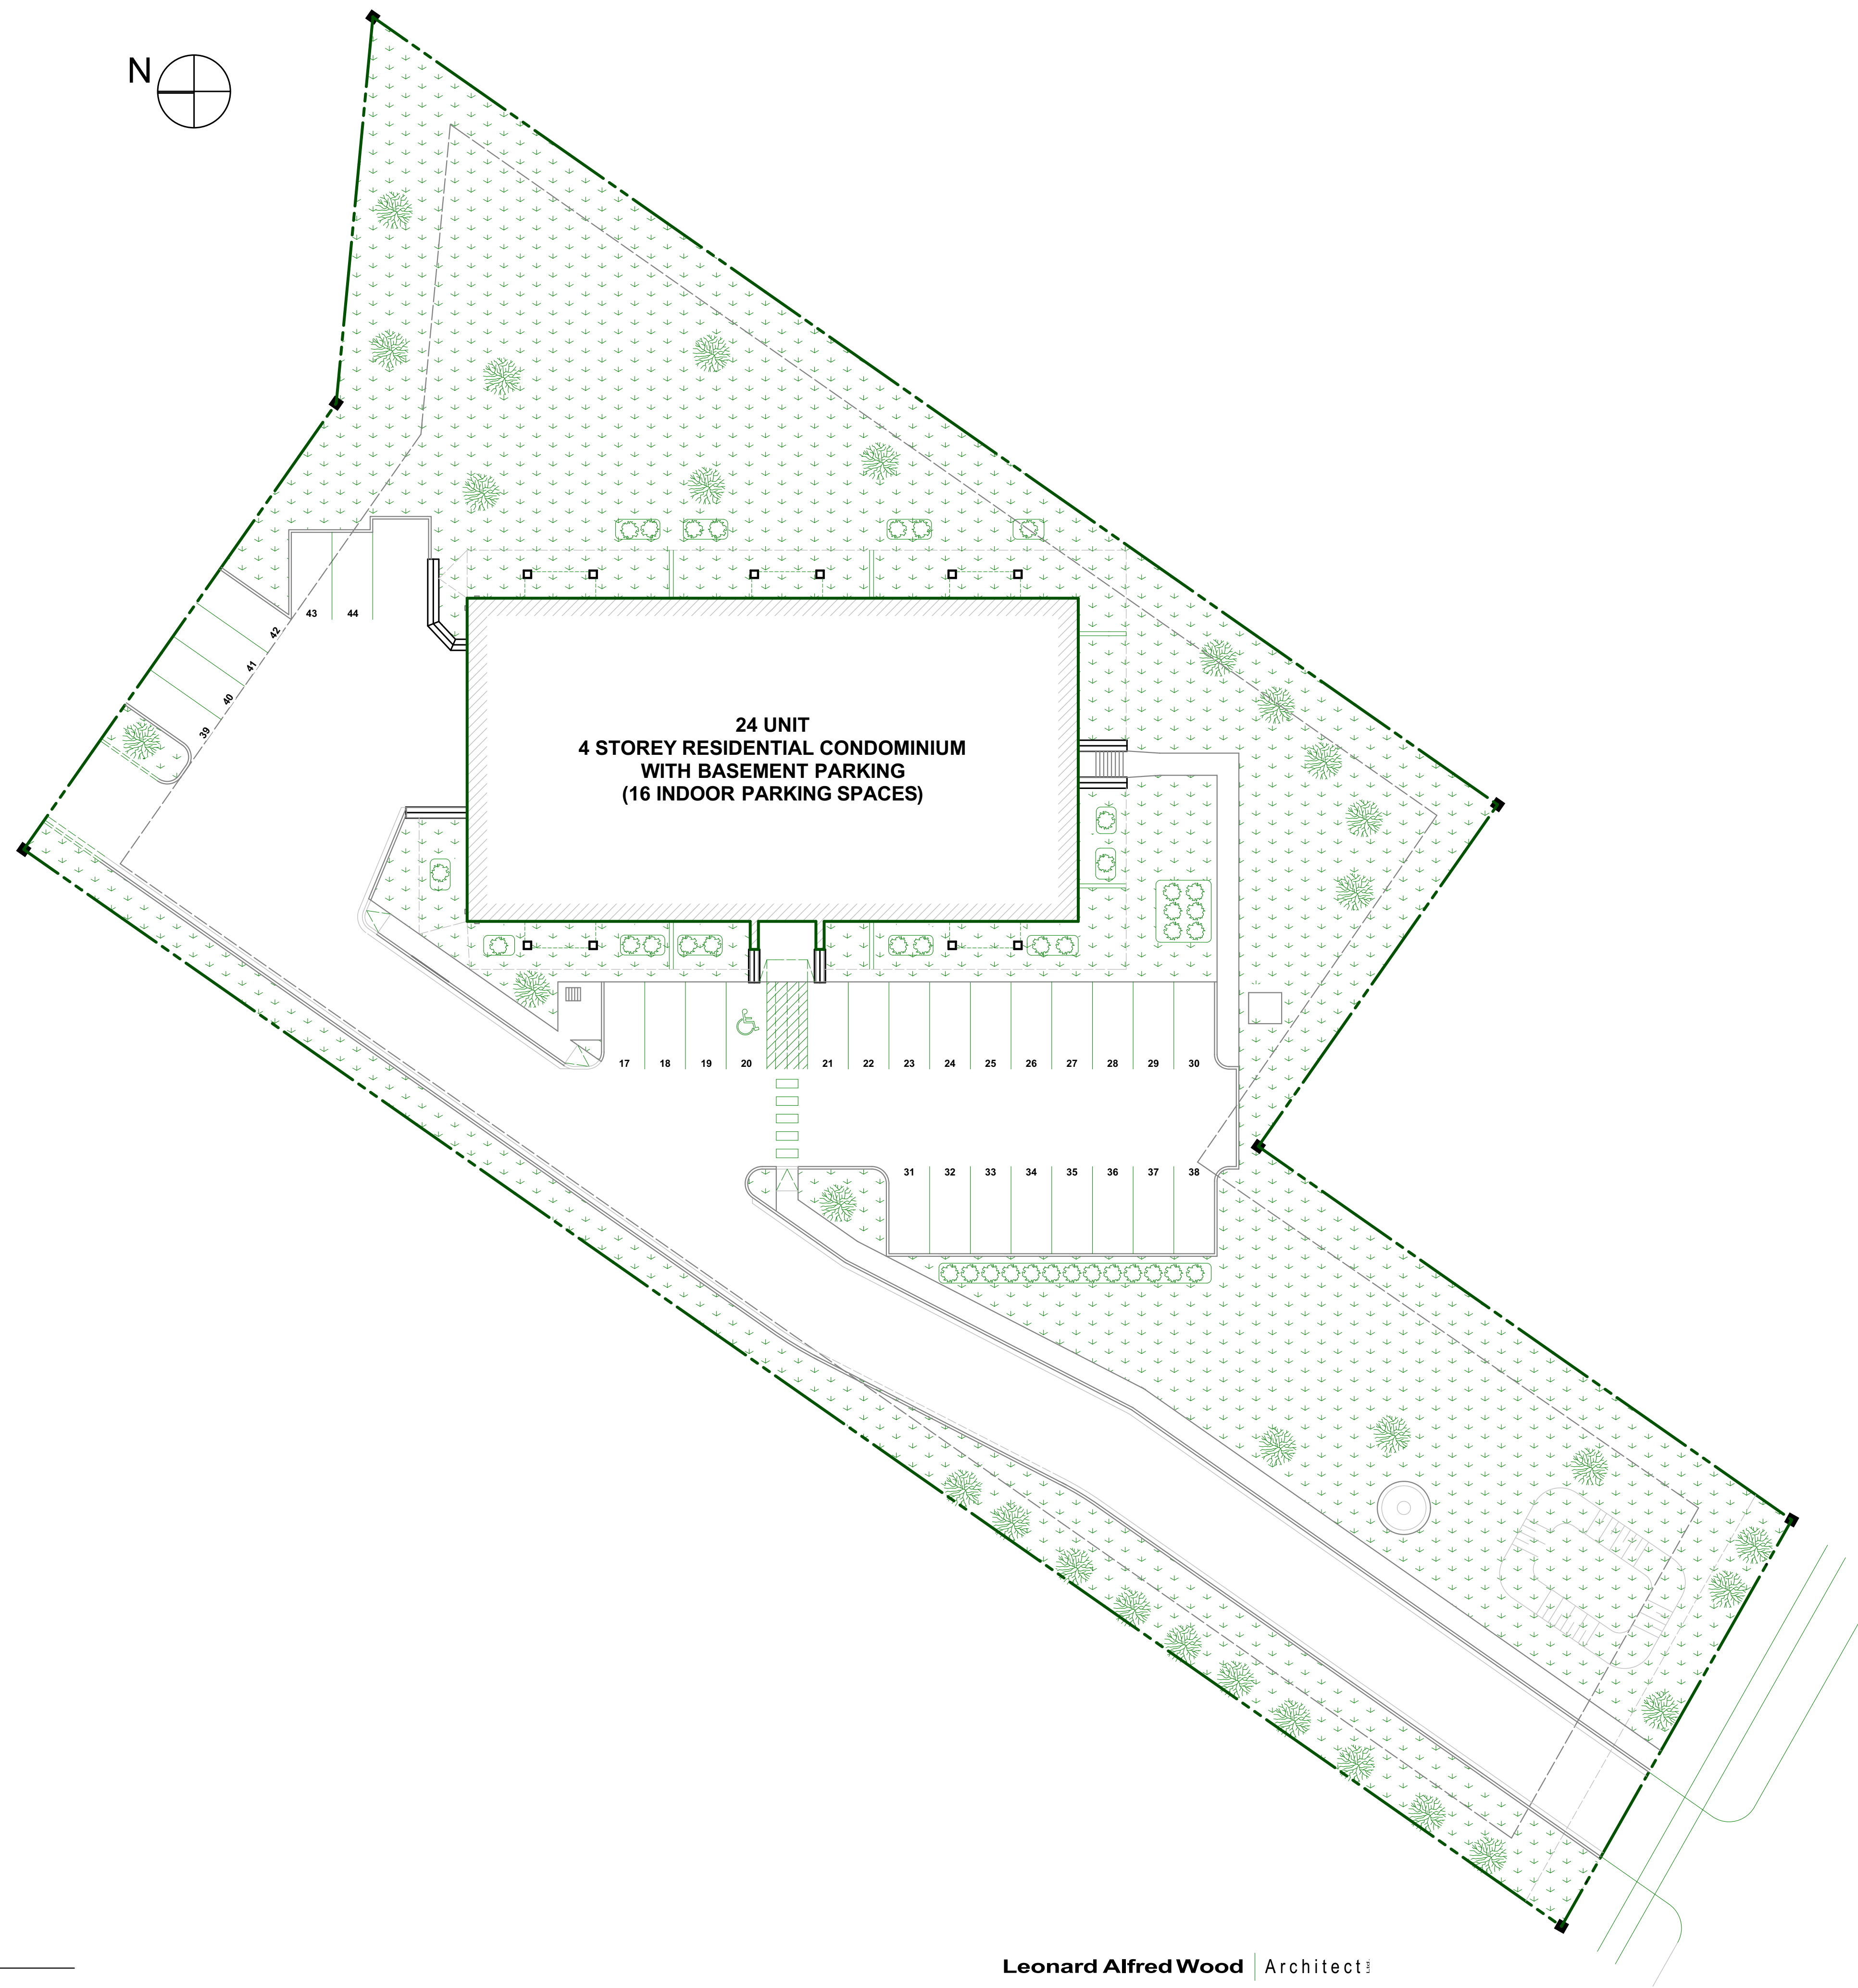 N
43 44
42
41
40
39
24 UNIT
4 STOREY RESIDENTIAL CONDOMINIUM
WITH BASEMENT PARKING
(16 INDOOR PARKING SPACES)
17 18 19 20 21 22 23 24 25 26 27 28 29 30
31 32 33 34 35 36 37 38
Leonard Alfred Wood Architect